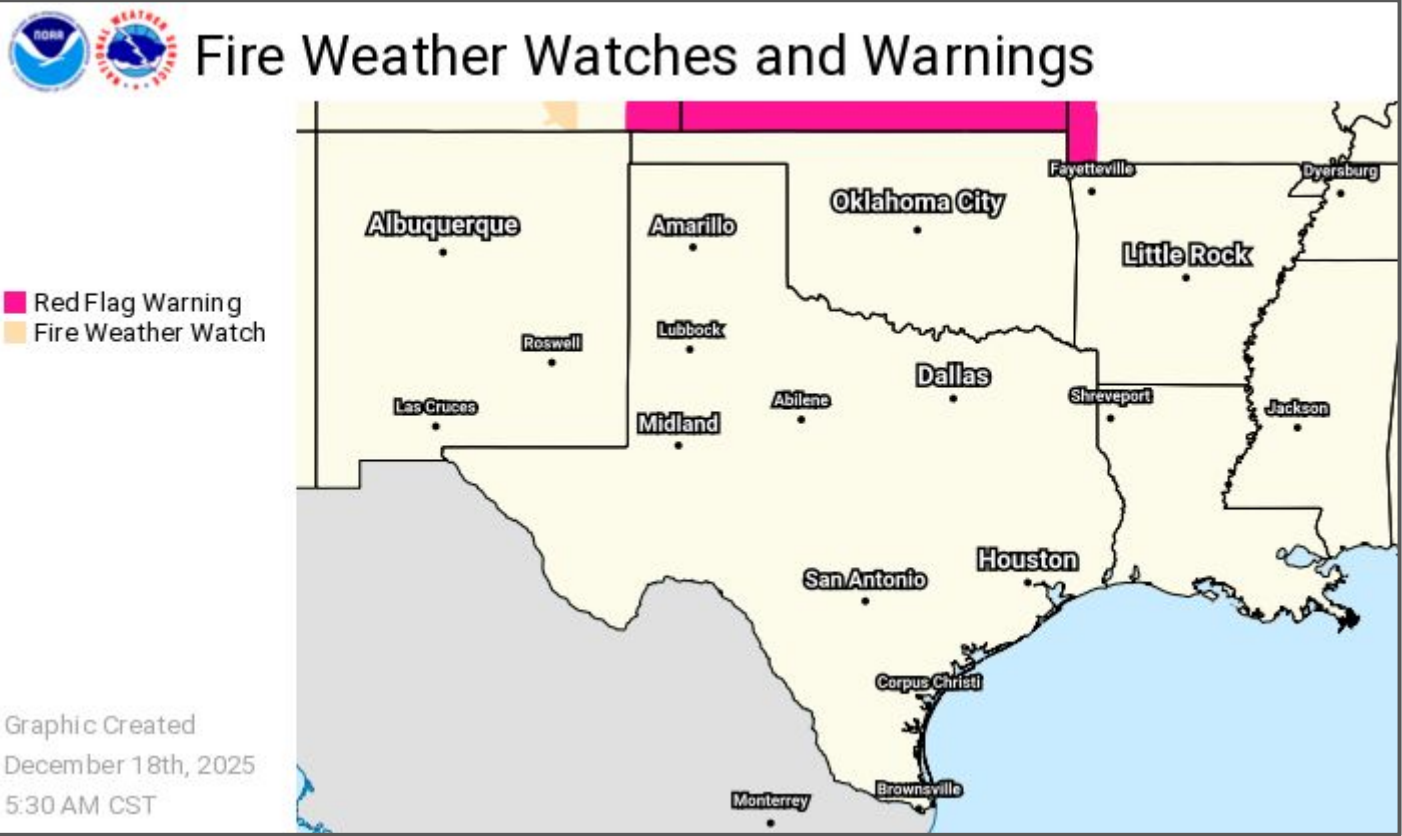 NOAA
NATIONAL WEATHER SERVICE
Fire Weather Watches and Warnings
Red Flag Warning
Fire Weather Watch
Fayetteville
Dyersburg
Oklahoma City
Albuquerque
Amarillo
Little Rock
Lubbock
Roswell
Dallas
Shreveport
Abilene
Las Cruces
Jackson
Midland
Houston
San Antonio
Corpus Christi
Brownsville
Monterrey
Graphic Created
December 18th, 2025
5:30 AM CST